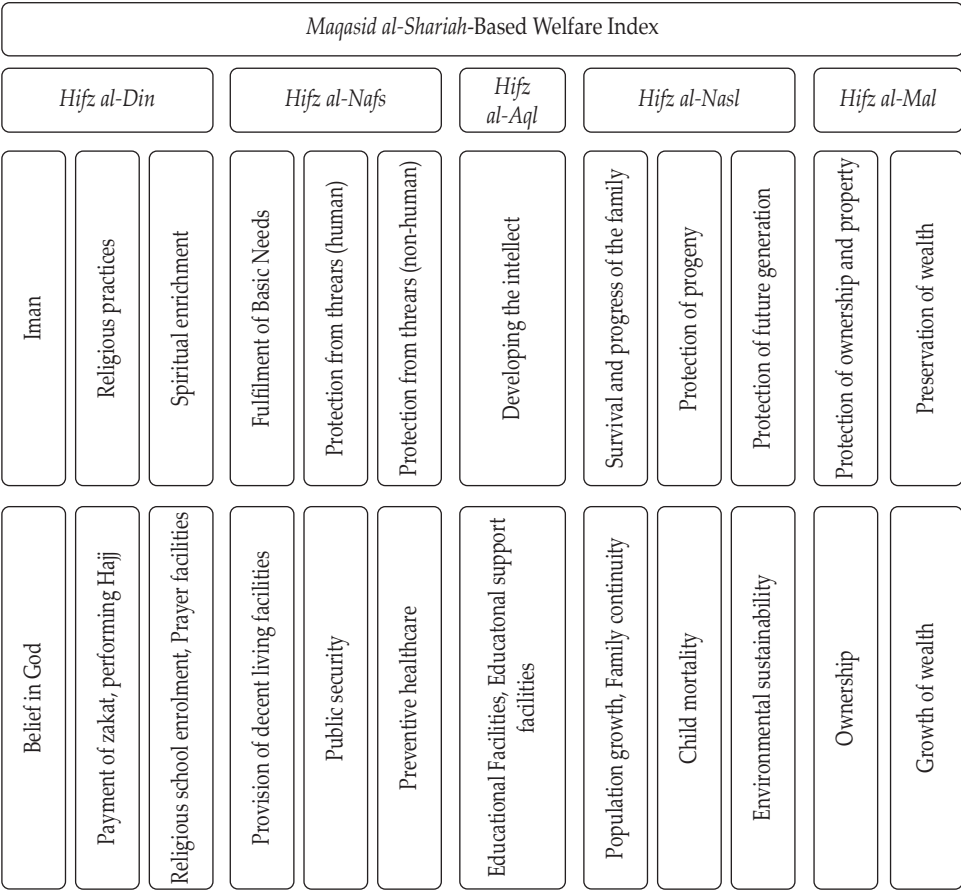 Maqasid al-Shariah-Based Welfare Index
Hifz al-Din
Hifz al-Nafs
Hifz
al-Aql
Hifz al-Nasl
Hifz al-Mal
Iman
Religious practices
Spiritual enrichment
Fulfilment of Basic Needs
Protection from threars (human)
Protection from threars (non-human)
Developing the intellect
Survival and progress of the family
Protection of progeny
Protection of future generation
Protection of ownership and property
Preservation of wealth
Belief in God
Payment of zakat, performing Hajj
Religious school enrolment, Prayer facilities
Provision of decent living facilities
Public security
Preventive healthcare
Educational Facilities, Educatonal support
facilities
Population growth, Family continuity
Child mortality
Environmental sustainability
Ownership
Growth of wealth